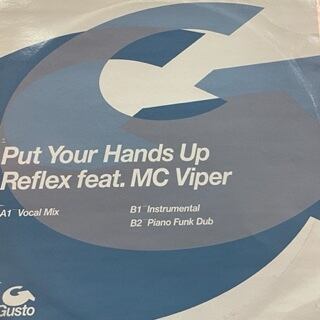 Put Your Hands Up
Reflex feat. MC Viper
A1 Vocal Mix
B1 Instrumental
B2 Piano Funk Dub
Gusto